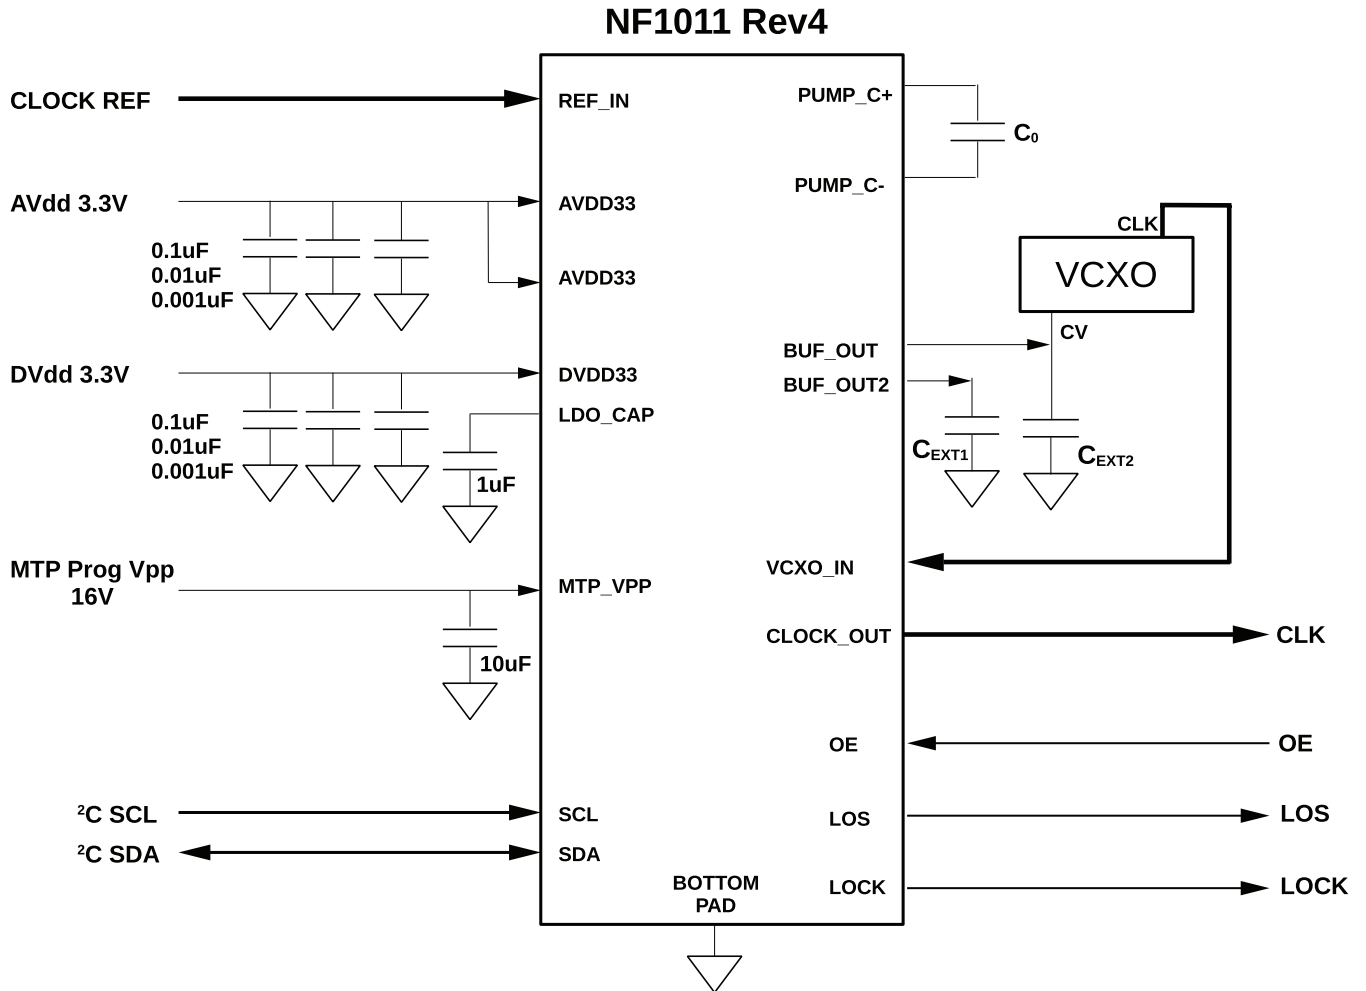 NF1011 Rev4
CLOCK REF
REF_IN
PUMP_C+
C₀
PUMP_C-
AVdd 3.3V
AVDD33
0.1uF
0.01uF
0.001uF
AVDD33
CLK
VCXO
CV
BUF_OUT
BUF_OUT2
DVdd 3.3V
DVDD33
LDO_CAP
0.1uF
0.01uF
0.001uF
1uF
CEXT1
CEXT2
MTP Prog Vpp
16V
MTP_VPP
10uF
VCXO_IN
CLOCK_OUT
CLK
OE
OE
²C SCL
SCL
LOS
LOS
²C SDA
SDA
LOCK
LOCK
BOTTOM
PAD